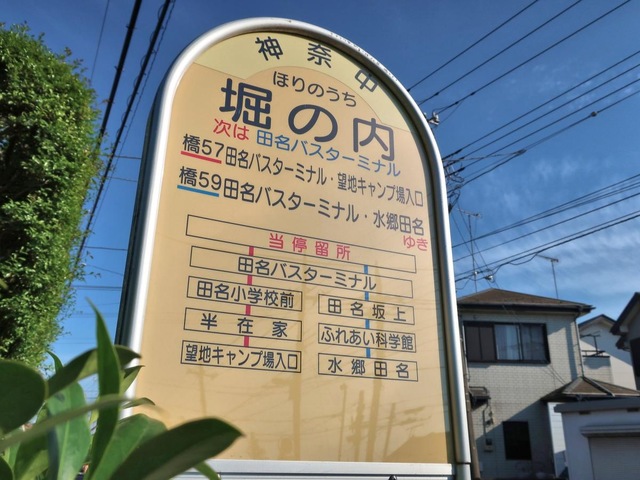 神奈中
ほりのうち
堀の内
次は 田名バスターミナル
橋57 田名バスターミナル・望地キャンプ場入口
橋59 田名バスターミナル・水郷田名
ゆき
当停留所
田名バスターミナル
田名小学校前 田名坂上
半在家 ふれあい科学館
望地キャンプ場入口 水郷田名